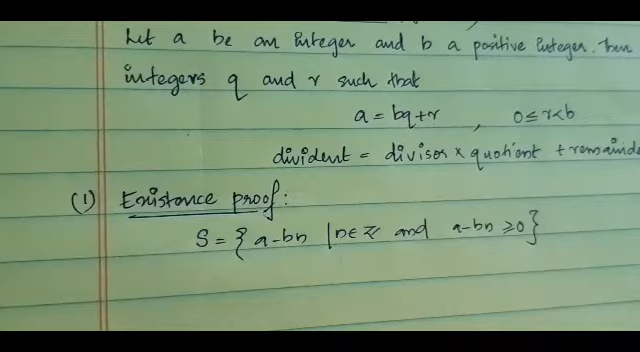 Let a be an integer and b a positive integer. Then
integers q and r such that
a = bq+r , 0≤r<b
divident = divisor × quotient + remainde
(1) Existance proof:
S = { a-bn | n∈ℤ and a-bn ≥0 }